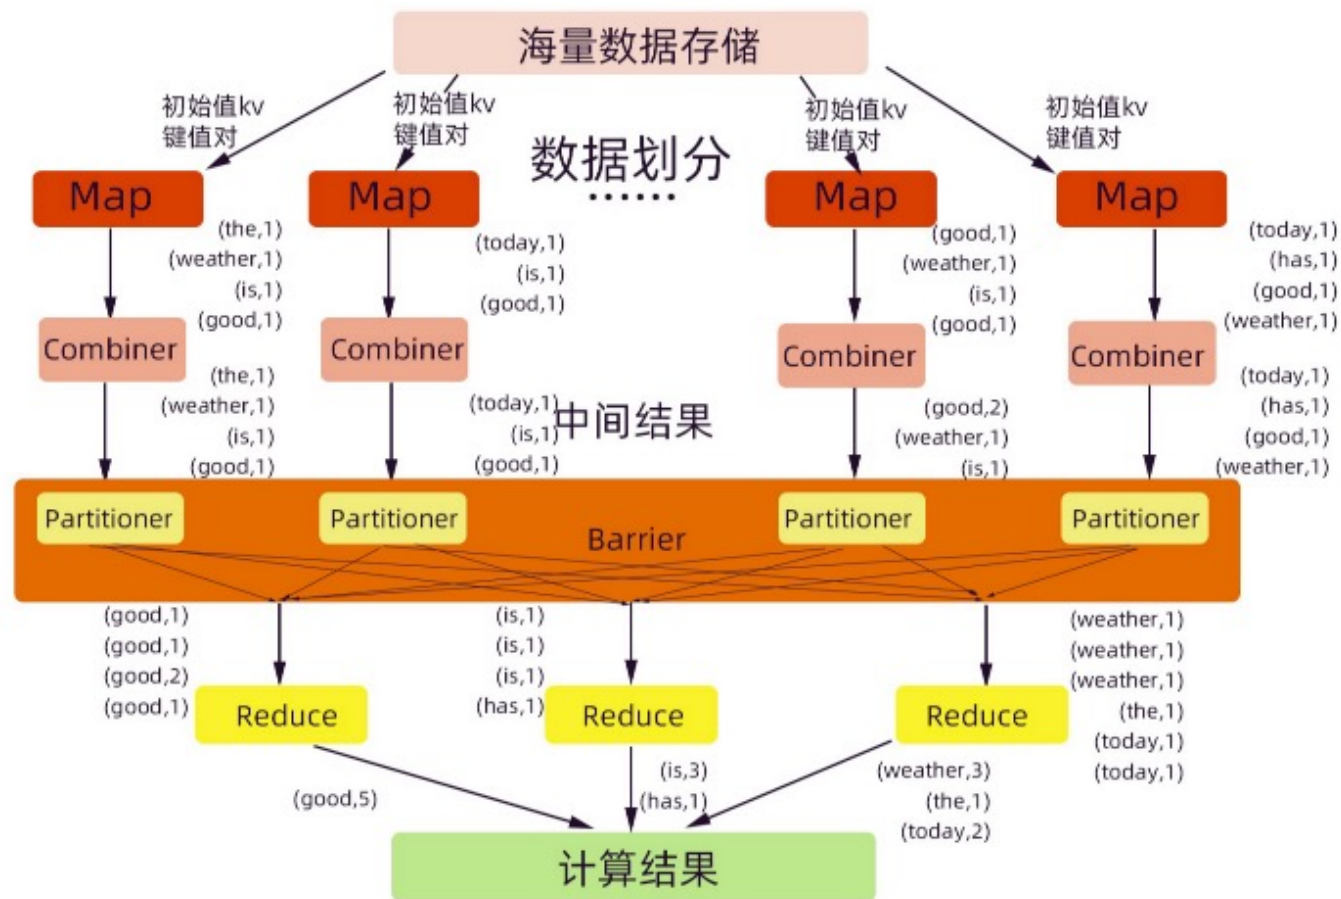 海量数据存储
初始值kv
键值对
初始值kv
键值对
初始值kv
键值对
初始值kv
键值对
数据划分
......
Map
Map
Map
Map
(the,1)
(weather,1)
(is,1)
(good,1)
(today,1)
(is,1)
(good,1)
(good,1)
(weather,1)
(is,1)
(good,1)
(today,1)
(has,1)
(good,1)
(weather,1)
Combiner
Combiner
Combiner
Combiner
(the,1)
(weather,1)
(is,1)
(good,1)
(today,1)
(is,1)
(good,1)
中间结果
(good,2)
(weather,1)
(is,1)
(today,1)
(has,1)
(good,1)
(weather,1)
Partitioner
Partitioner
Partitioner
Partitioner
Barrier
(good,1)
(good,1)
(good,2)
(good,1)
(is,1)
(is,1)
(is,1)
(has,1)
(weather,1)
(weather,1)
(weather,1)
(the,1)
(today,1)
(today,1)
Reduce
Reduce
Reduce
(good,5)
(is,3)
(has,1)
(weather,3)
(the,1)
(today,2)
计算结果